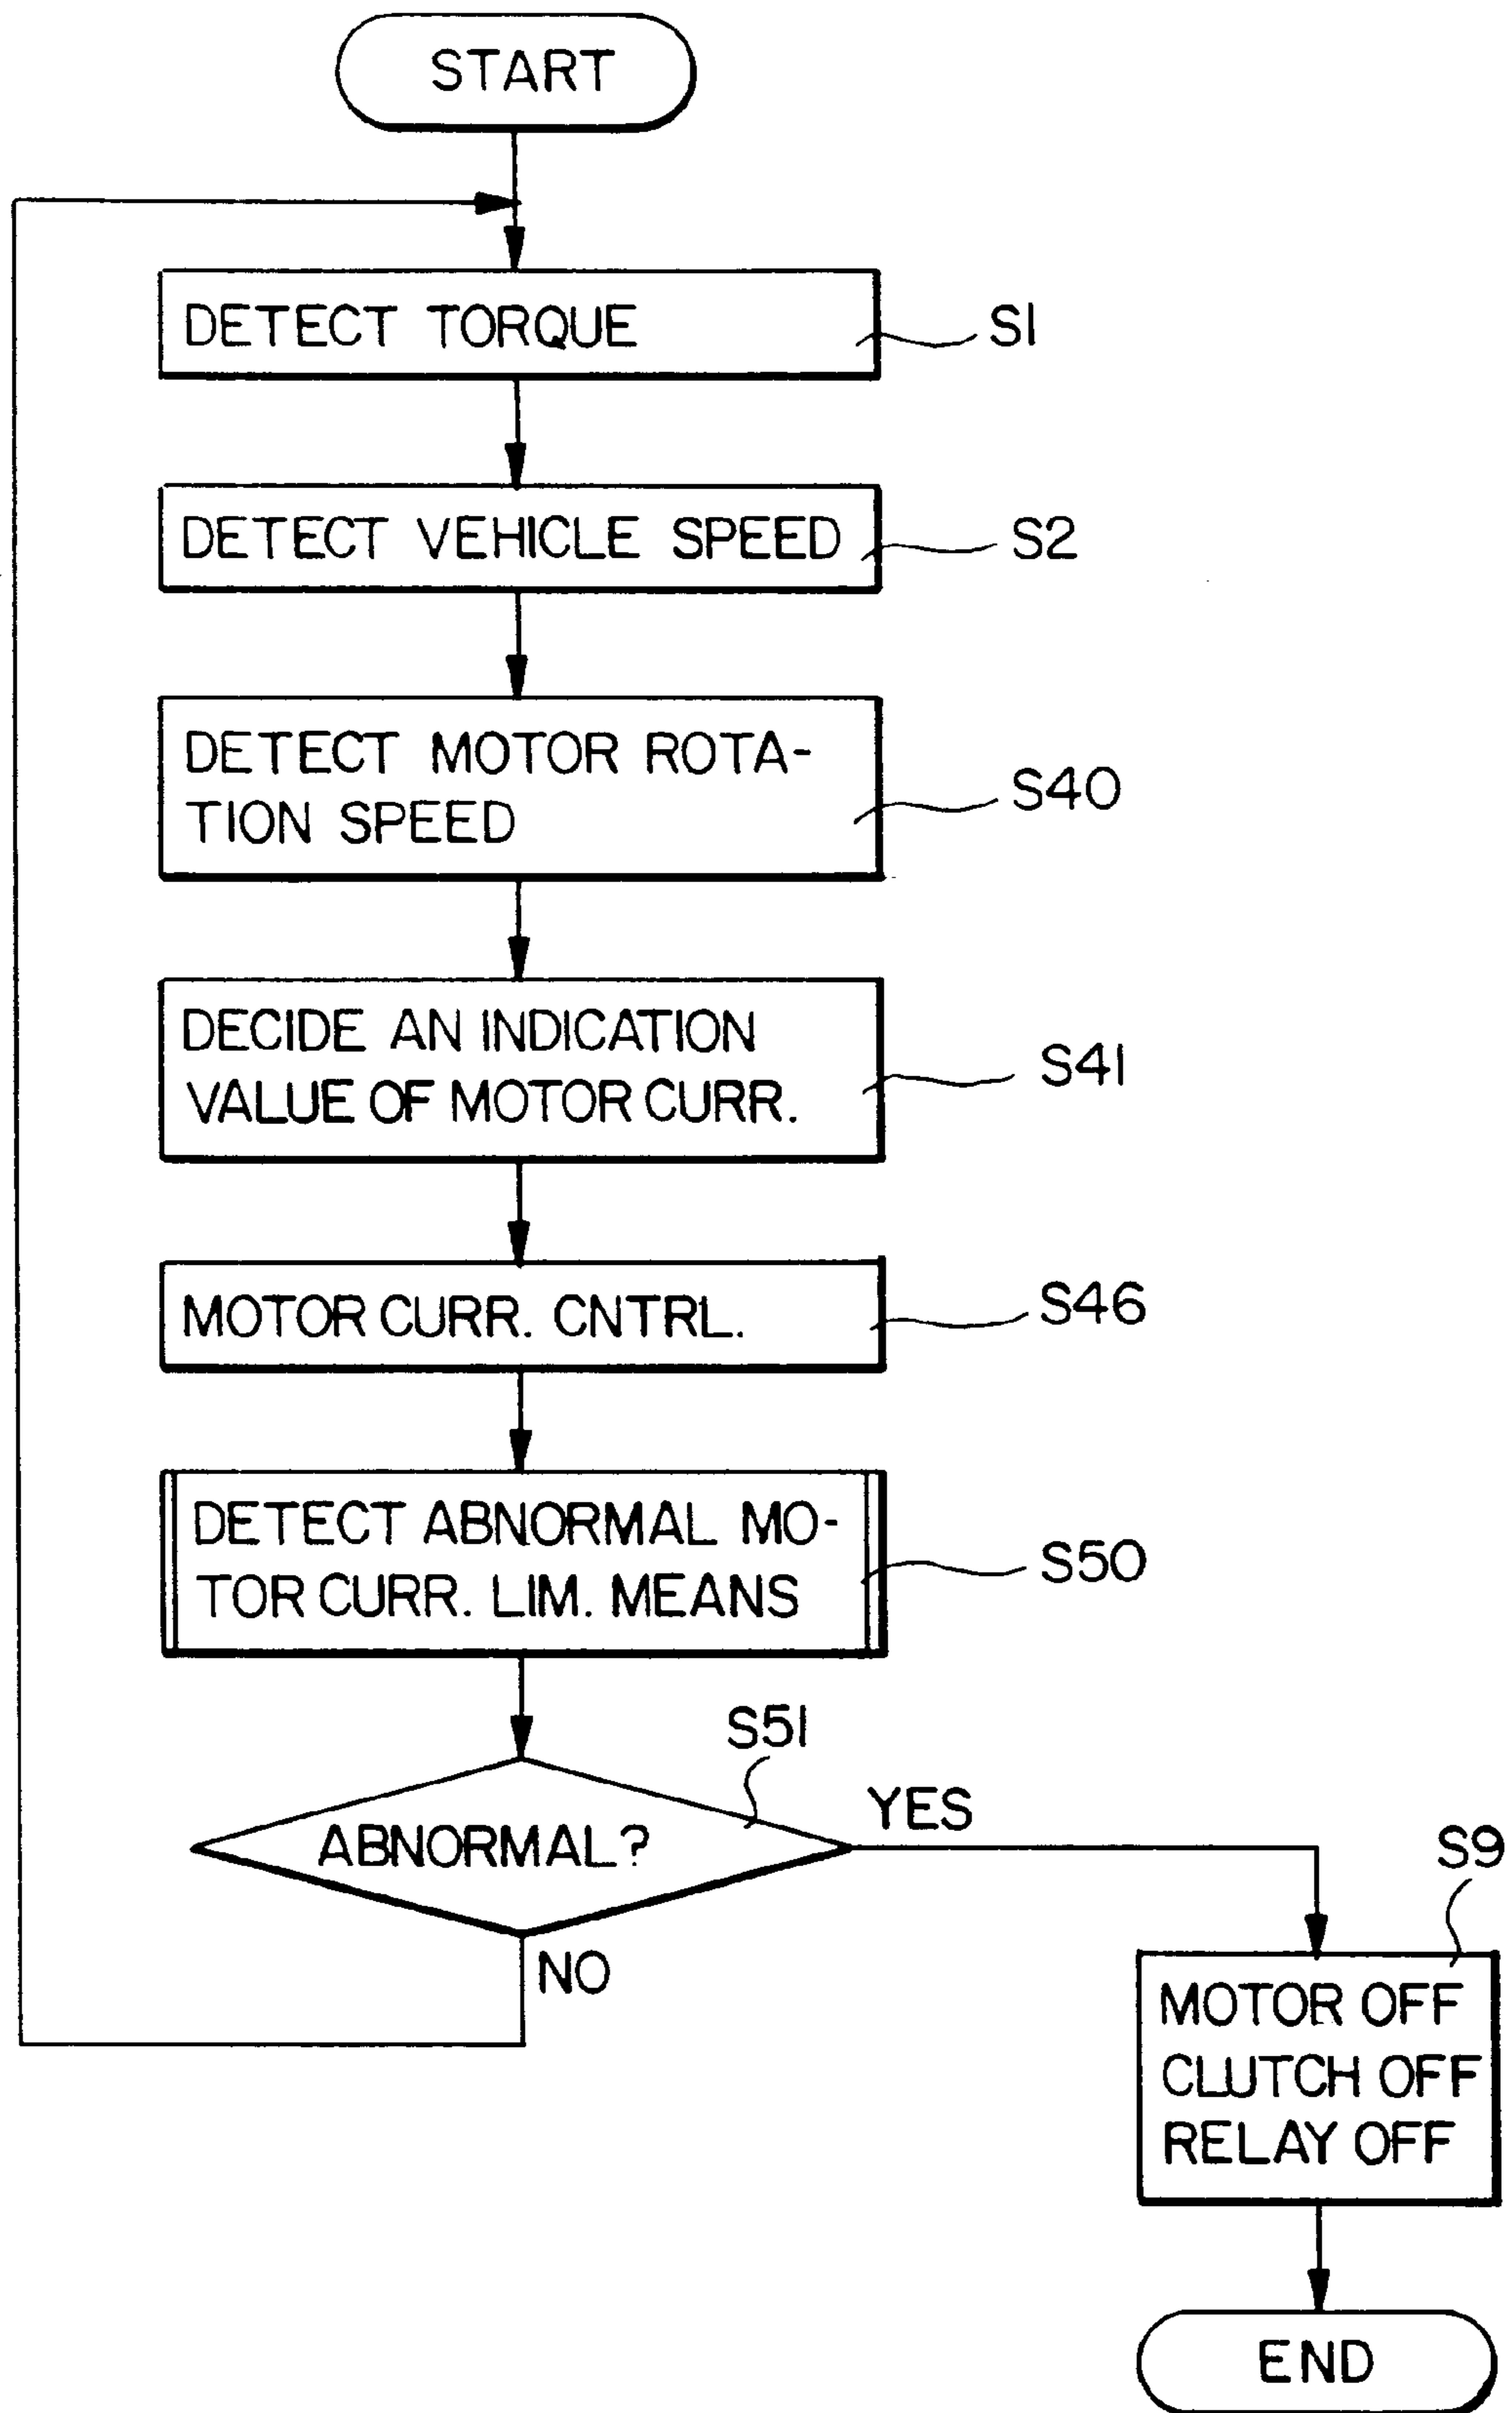 START
DETECT TORQUE
S1
DETECT VEHICLE SPEED
S2
DETECT MOTOR ROTA-
TION SPEED
S40
DECIDE AN INDICATION
VALUE OF MOTOR CURR.
S41
MOTOR CURR. CNTRL.
S46
DETECT ABNORMAL MO-
TOR CURR. LIM. MEANS
S50
S51
ABNORMAL?
YES
NO
S9
MOTOR OFF
CLUTCH OFF
RELAY OFF
END